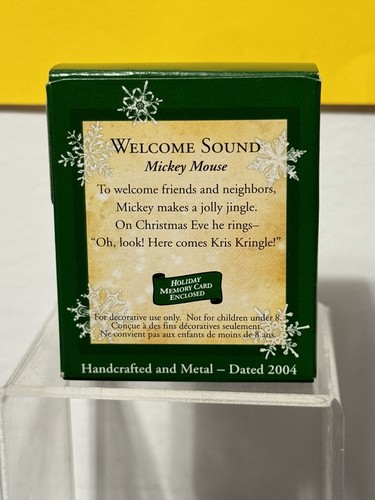 Welcome Sound
Mickey Mouse
To welcome friends and neighbors,
Mickey makes a jolly jingle.
On Christmas Eve he rings–
“Oh, look! Here comes Kris Kringle!”
Holiday
Memory Card
Enclosed
For decorative use only. Not for children under 8.
Conçue à des fins décoratives seulement.
Ne convient pas aux enfants de moins de 8 ans.
Handcrafted and Metal – Dated 2004